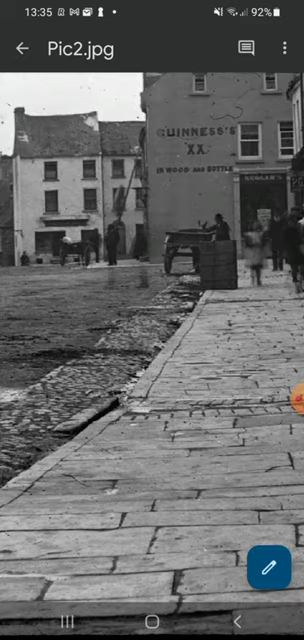 13:35
92%
Pic2.jpg
GUINNESS'S
XX
IN WOOD AND BOTTLE